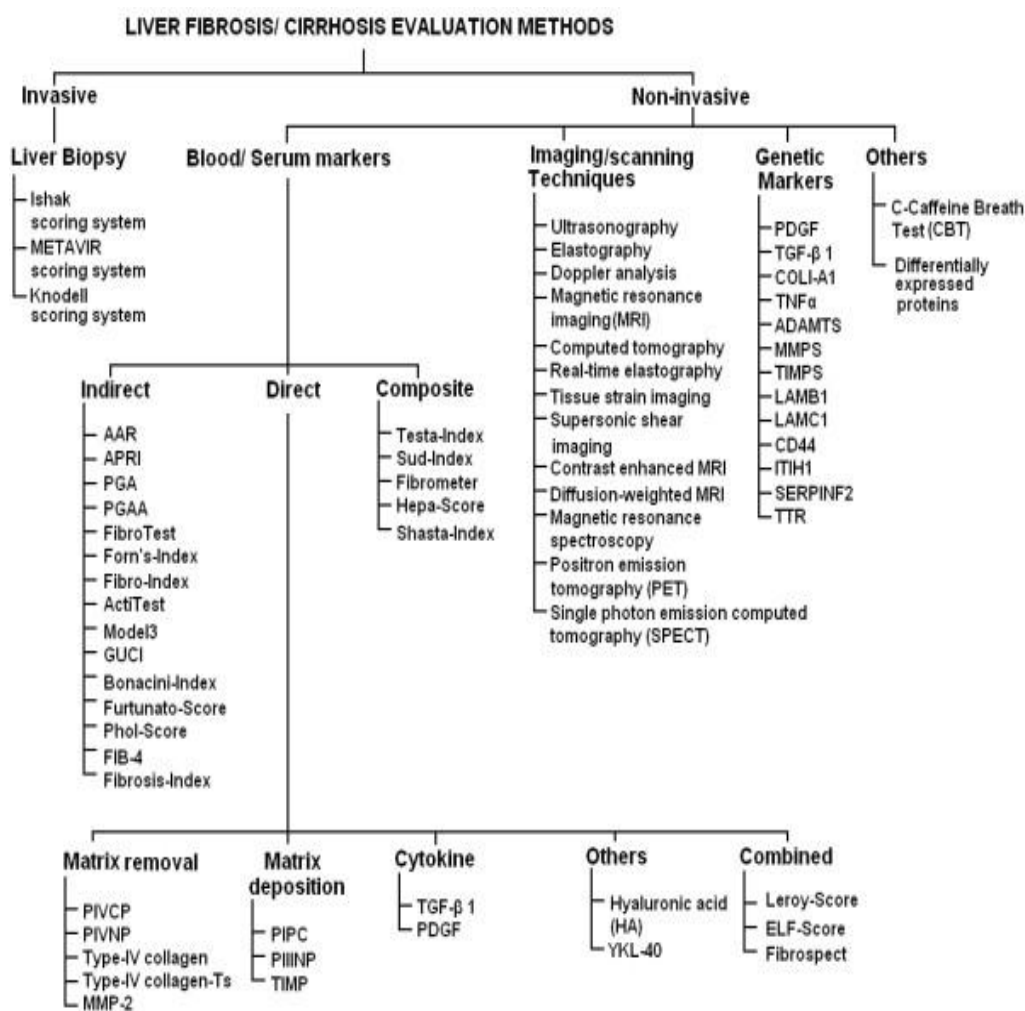 LIVER FIBROSIS/ CIRRHOSIS EVALUATION METHODS
Invasive
Non-invasive
Liver Biopsy
Ishak
scoring system
METAVIR
scoring system
Knodell
scoring system
Blood/ Serum markers
Imaging/scanning
Techniques
Ultrasonography
Elastography
Doppler analysis
Magnetic resonance
imaging(MRI)
Computed tomography
Real-time elastography
Tissue strain imaging
Supersonic shear
imaging
Contrast enhanced MRI
Diffusion-weighted MRI
Magnetic resonance
spectroscopy
Positron emission
tomography (PET)
Single photon emission computed
tomography (SPECT)
Genetic
Markers
PDGF
TGF-β 1
COLI-A1
TNFα
ADAMTS
MMPS
TIMPS
LAMB1
LAMC1
CD44
ITIH1
SERPINF2
TTR
Others
C-Caffeine Breath
Test (CBT)
Differentially
expressed
proteins
Indirect
AAR
APRI
PGA
PGAA
FibroTest
Forn's-Index
Fibro-Index
ActiTest
Model3
GUCI
Bonacini-Index
Furtunato-Score
Phol-Score
FIB-4
Fibrosis-Index
Direct
Composite
Testa-Index
Sud-Index
Fibrometer
Hepa-Score
Shasta-Index
Matrix removal
PIVCP
PIVNP
Type-IV collagen
Type-IV collagen-Ts
MMP-2
Matrix
deposition
PIPC
PIIINP
TIMP
Cytokine
TGF-β 1
PDGF
Others
Hyaluronic acid
(HA)
YKL-40
Combined
Leroy-Score
ELF-Score
Fibrospect